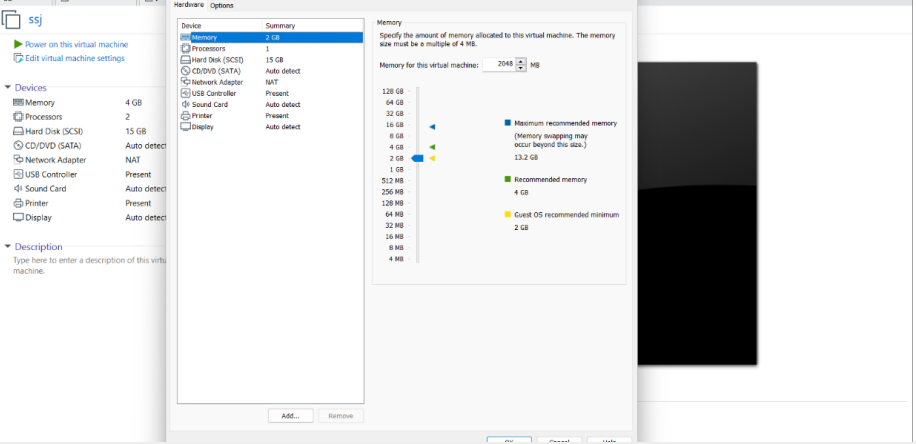 ssj
Power on this virtual machine
Edit virtual machine settings
Devices
Memory 4 GB
Processors 2
Hard Disk (SCSI) 15 GB
CD/DVD (SATA) Auto detect
Network Adapter NAT
USB Controller Present
Sound Card Auto detect
Printer Present
Display Auto detect
Description
Type here to enter a description of this virtu
machine.
Hardware Options
Device Summary
Memory 2 GB
Processors 1
Hard Disk (SCSI) 15 GB
CD/DVD (SATA) Auto detect
Network Adapter NAT
USB Controller Present
Sound Card Auto detect
Printer Present
Display Auto detect
Add... Remove
Memory
Specify the amount of memory allocated to this virtual machine. The memory
size must be a multiple of 4 MB.
Memory for this virtual machine: 2048 MB
128 GB
64 GB
32 GB
16 GB
8 GB
4 GB
2 GB
1 GB
512 MB
256 MB
128 MB
64 MB
32 MB
16 MB
8 MB
4 MB
Maximum recommended memory
(Memory swapping may
occur beyond this size.)
13.2 GB
Recommended memory
4 GB
Guest OS recommended minimum
2 GB
OK Cancel Help